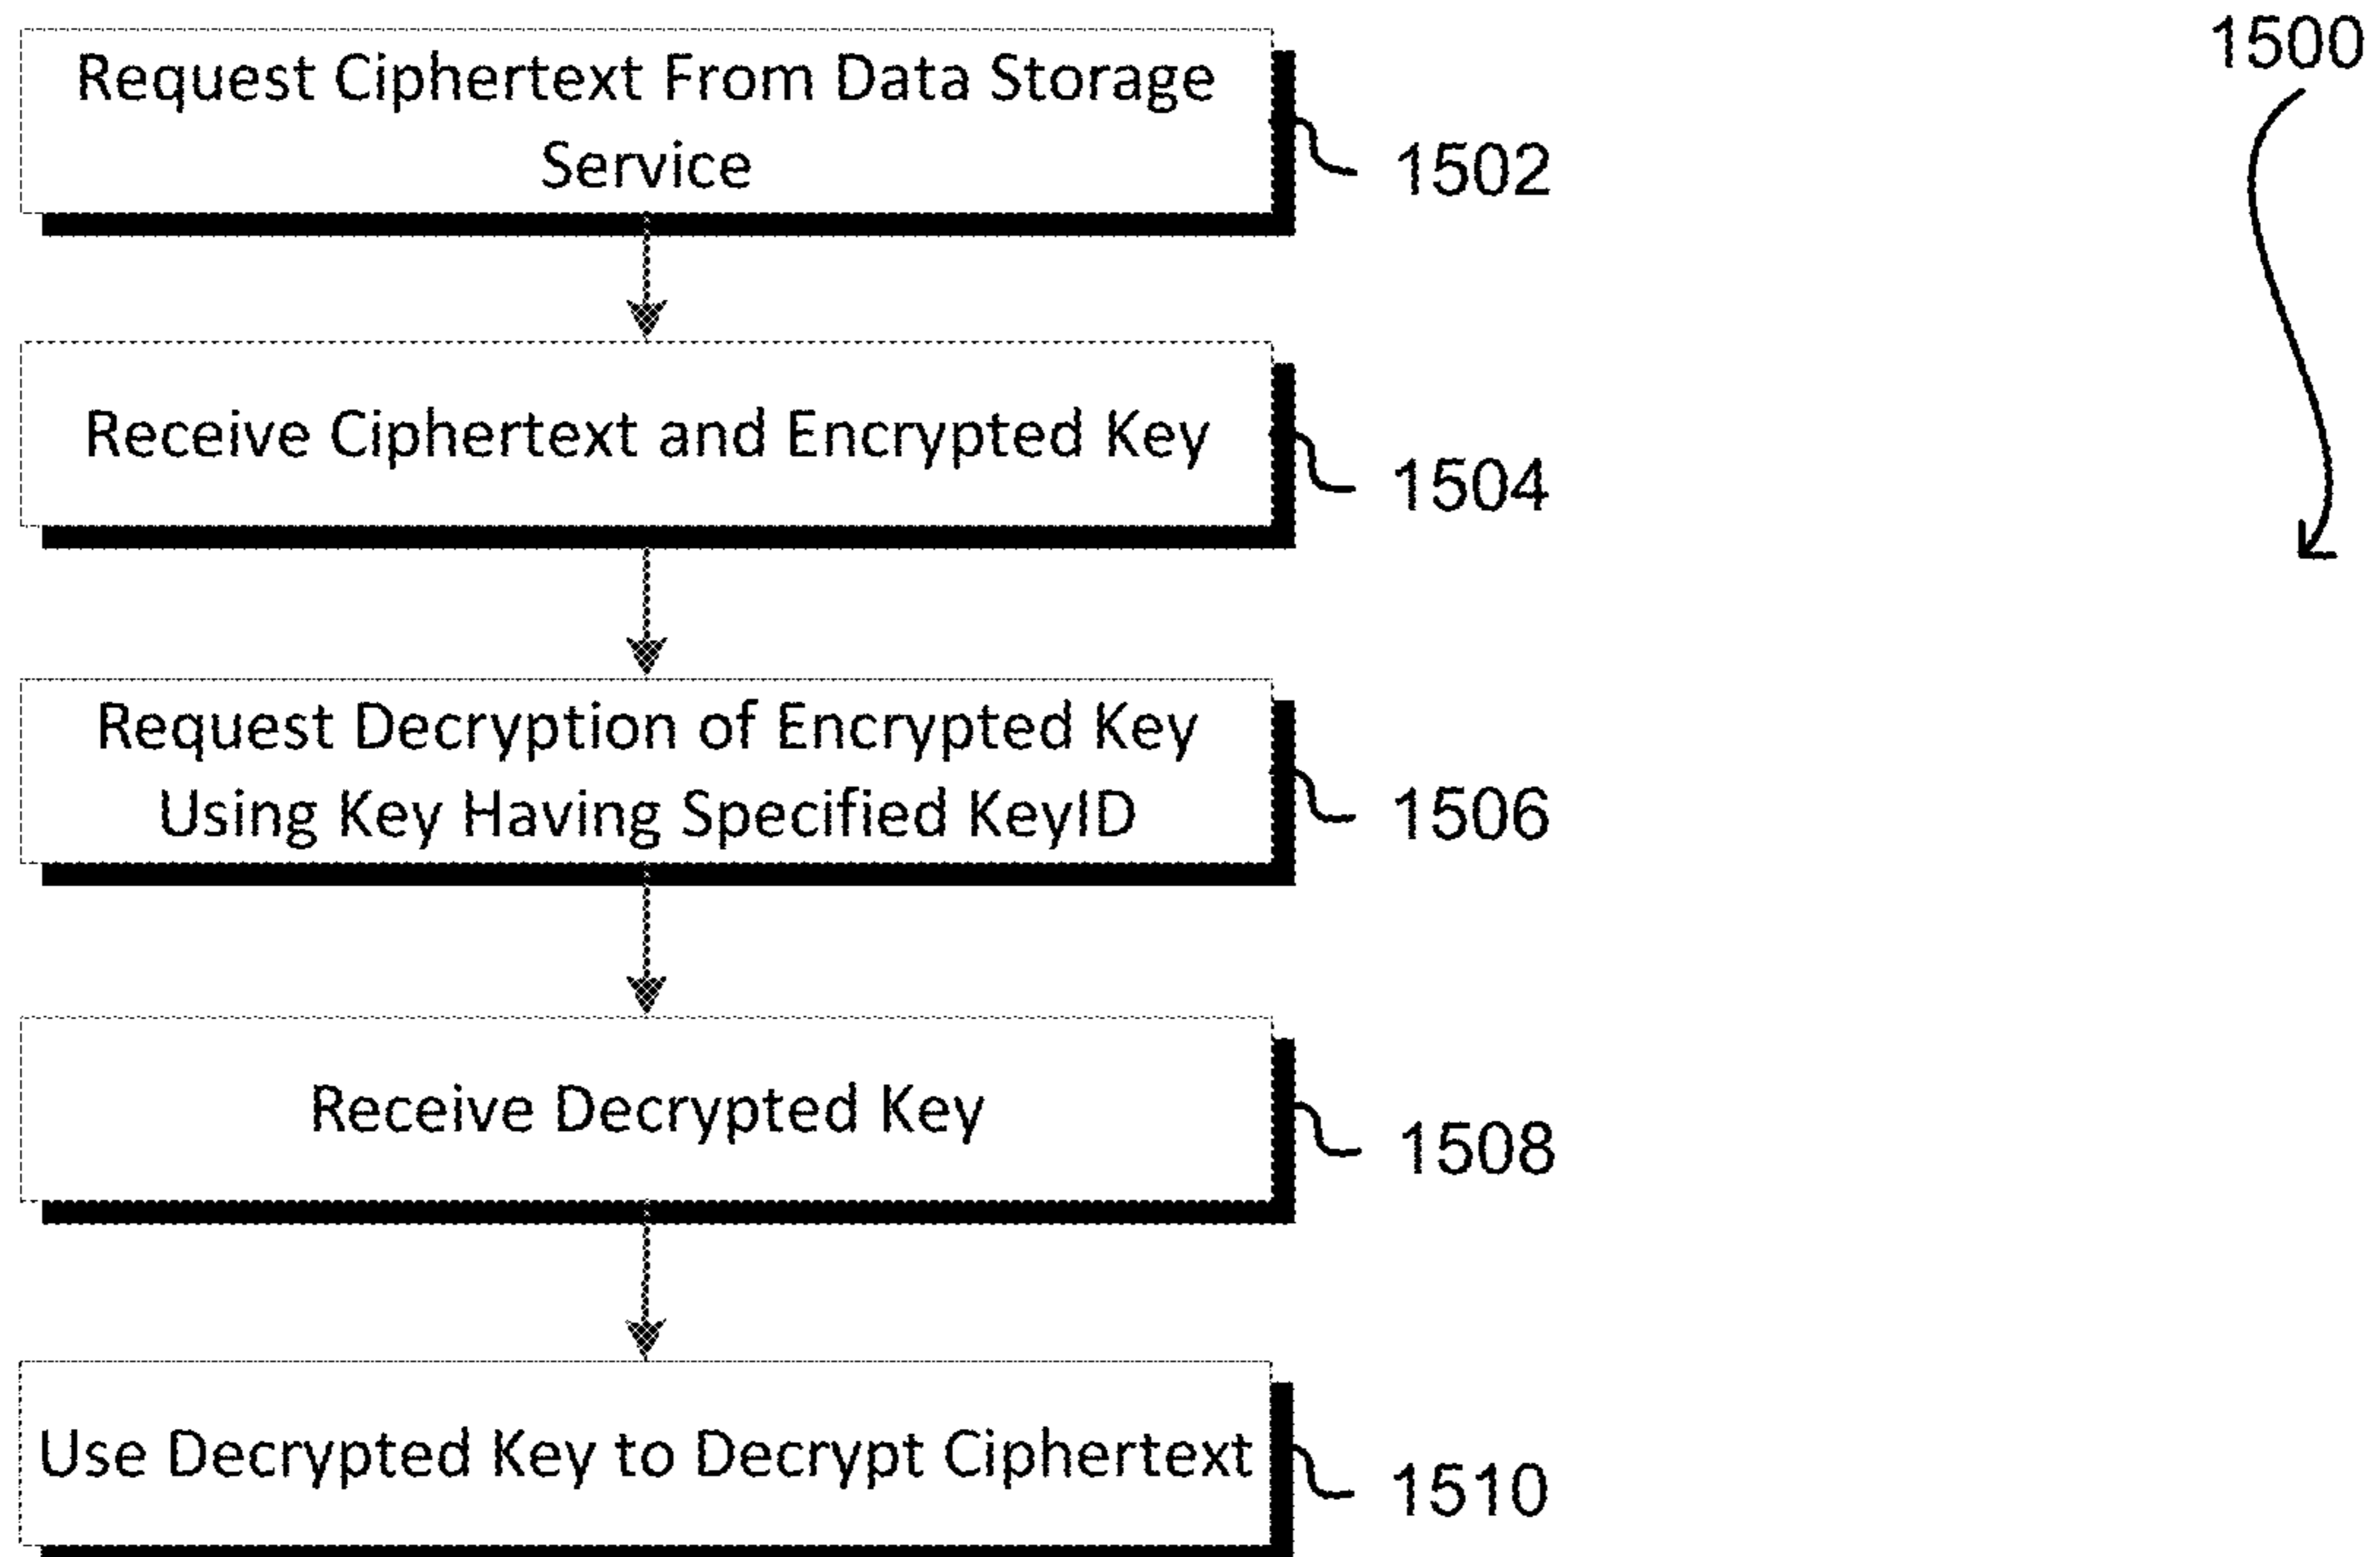 1500
Request Ciphertext From Data Storage
Service
1502
Receive Ciphertext and Encrypted Key
1504
Request Decryption of Encrypted Key
Using Key Having Specified KeyID
1506
Receive Decrypted Key
1508
Use Decrypted Key to Decrypt Ciphertext
1510